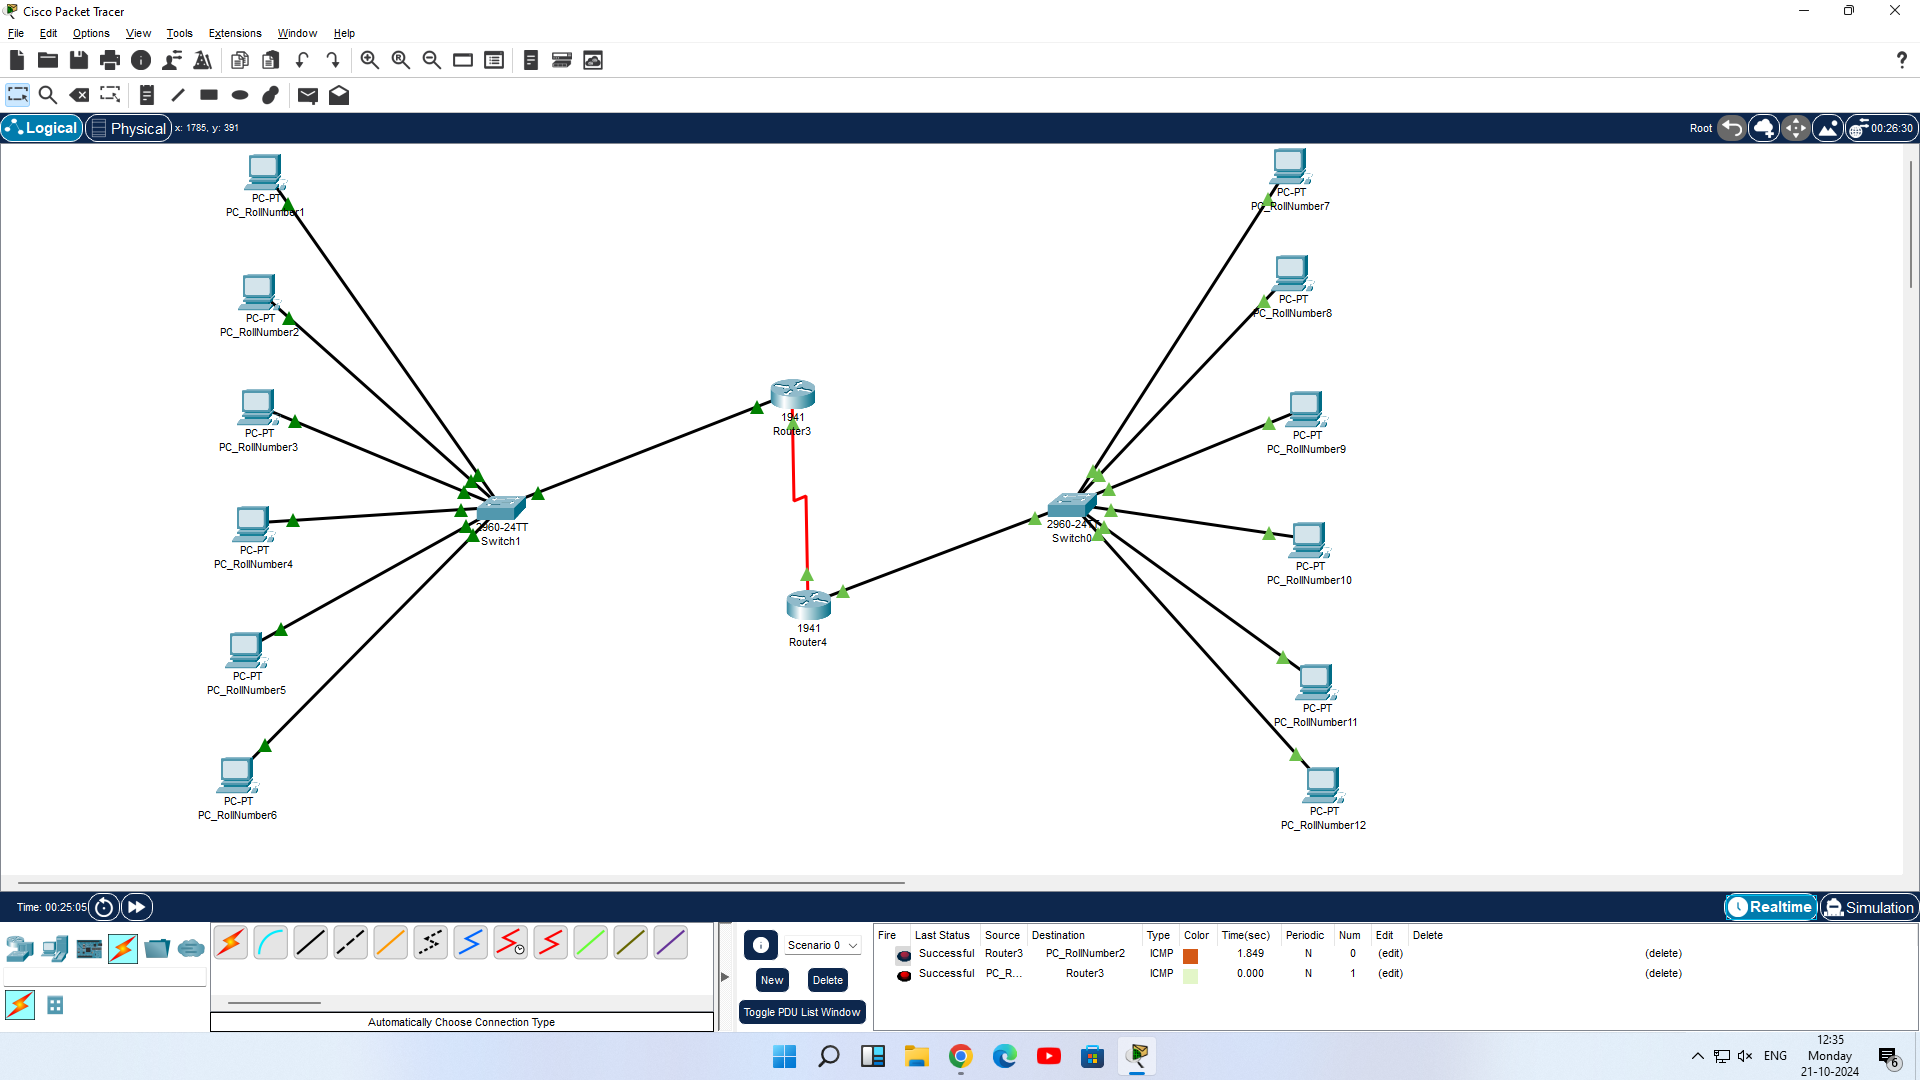 Cisco Packet Tracer
File Edit Options View Tools Extensions Window Help
Logical Physical x: 1785, y: 391 Root 00:26:30
PC-PT
PC_RollNumber1
PC-PT
PC_RollNumber2
PC-PT
PC_RollNumber3
PC-PT
PC_RollNumber4
PC-PT
PC_RollNumber5
PC-PT
PC_RollNumber6
2960-24TT
Switch1
1941
Router3
1941
Router4
2960-24TT
Switch0
PC-PT
PC_RollNumber7
PC-PT
PC_RollNumber8
PC-PT
PC_RollNumber9
PC-PT
PC_RollNumber10
PC-PT
PC_RollNumber11
PC-PT
PC_RollNumber12
Time: 00:25:05 Realtime Simulation
Automatically Choose Connection Type
Scenario 0
New Delete
Toggle PDU List Window
Fire Last Status Source Destination Type Color Time(sec) Periodic Num Edit Delete
Successful Router3 PC_RollNumber2 ICMP 1.849 N 0 (edit) (delete)
Successful PC_R... Router3 ICMP 0.000 N 1 (edit) (delete)
ENG
12:35
Monday
21-10-2024
6